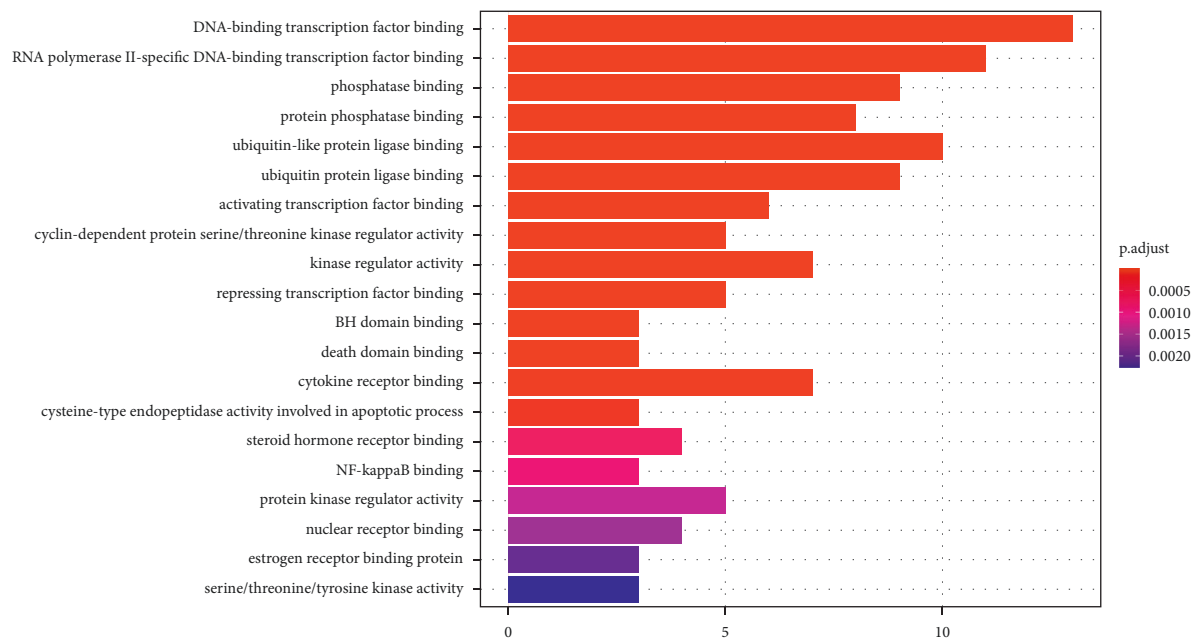 DNA-binding transcription factor binding
RNA polymerase II-specific DNA-binding transcription factor binding
phosphatase binding
protein phosphatase binding
ubiquitin-like protein ligase binding
ubiquitin protein ligase binding
activating transcription factor binding
cyclin-dependent protein serine/threonine kinase regulator activity
kinase regulator activity
repressing transcription factor binding
BH domain binding
death domain binding
cytokine receptor binding
cysteine-type endopeptidase activity involved in apoptotic process
steroid hormone receptor binding
NF-kappaB binding
protein kinase regulator activity
nuclear receptor binding
estrogen receptor binding protein
serine/threonine/tyrosine kinase activity
0 5 10
p.adjust
0.0005
0.0010
0.0015
0.0020